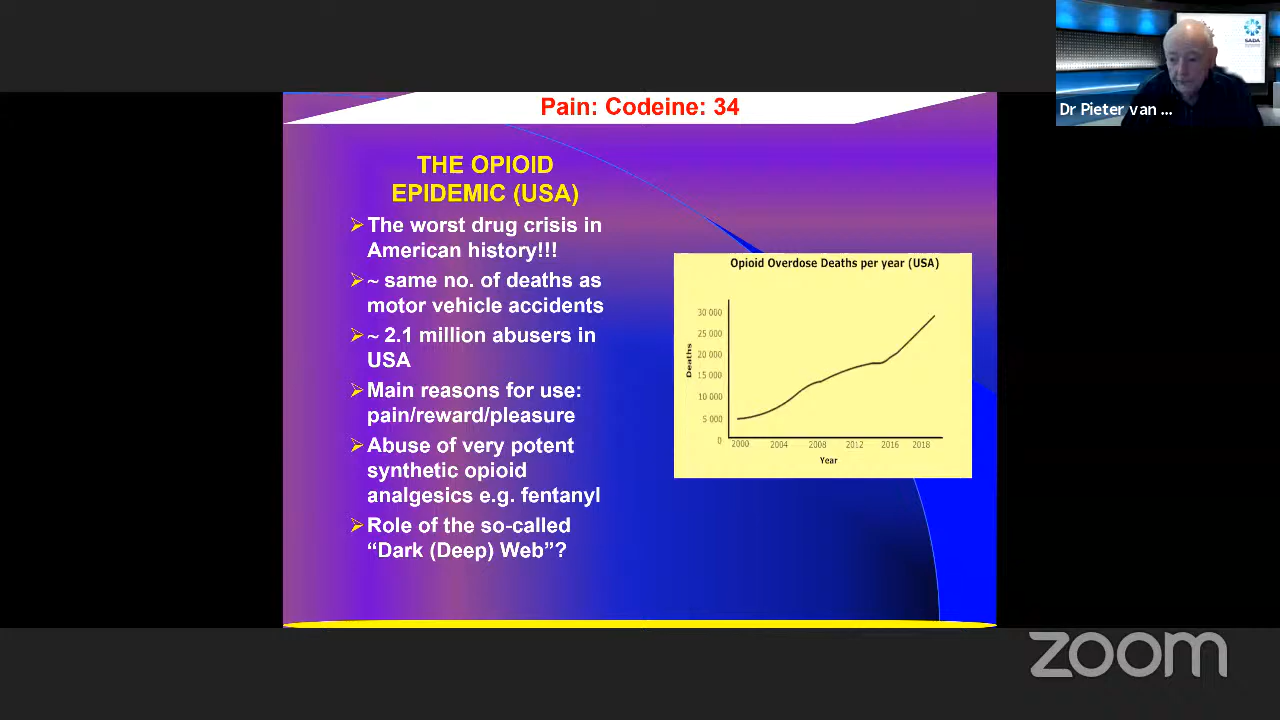 SADA
Dr Pieter van ...
Pain: Codeine: 34
THE OPIOID
EPIDEMIC (USA)
The worst drug crisis in
American history!!!
~ same no. of deaths as
motor vehicle accidents
~ 2.1 million abusers in
USA
Main reasons for use:
pain/reward/pleasure
Abuse of very potent
synthetic opioid
analgesics e.g. fentanyl
Role of the so-called
“Dark (Deep) Web”?
Opioid Overdose Deaths per year (USA)
Deaths
30 000
25 000
20 000
15 000
10 000
5 000
0
2000 2004 2008 2012 2016 2018
Year
zoom